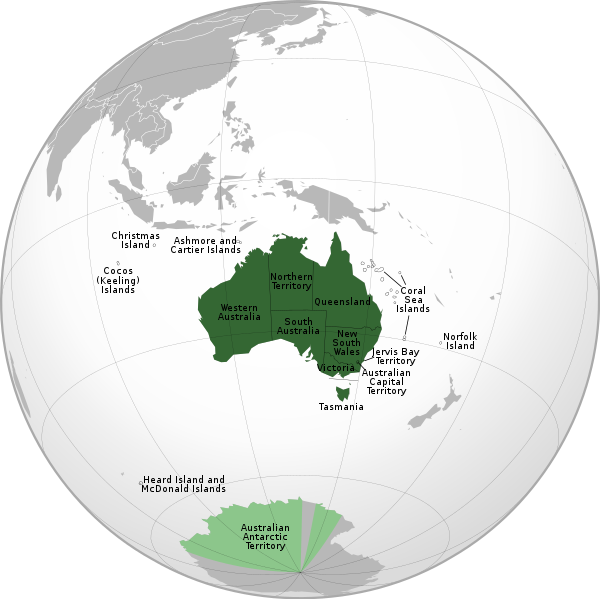 Christmas
Island
Ashmore and
Cartier Islands
Cocos
(Keeling)
Islands
Northern
Territory
Western
Australia
Queensland
South
Australia
New
South
Wales
Victoria
Tasmania
Coral
Sea
Islands
Norfolk
Island
Jervis Bay
Territory
Australian
Capital
Territory
Heard Island and
McDonald Islands
Australian
Antarctic
Territory